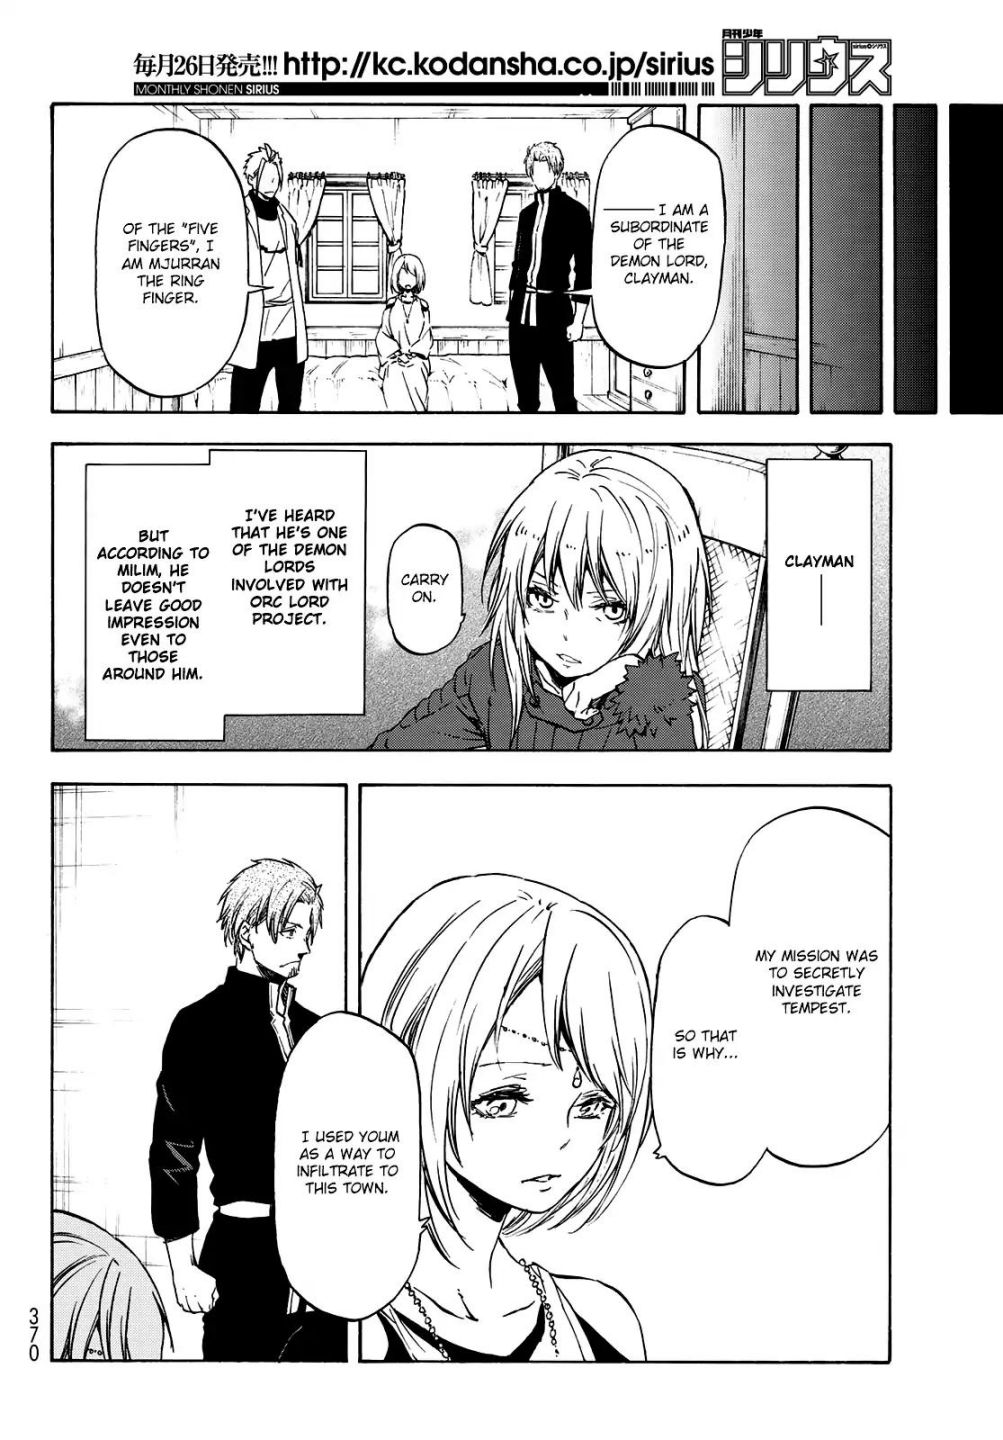 毎月26日発売!!! http://kc.kodansha.co.jp/sirius
MONTHLY SHONEN SIRIUS
月刊少年
シリウス
I AM A
SUBORDINATE
OF THE
DEMON LORD,
CLAYMAN.
OF THE "FIVE
FINGERS", I
AM MJURRAN
THE RING
FINGER.
CLAYMAN
CARRY
ON.
I'VE HEARD
THAT HE'S ONE
OF THE DEMON
LORDS
INVOLVED WITH
ORC LORD
PROJECT.
BUT
ACCORDING TO
MILIM, HE
DOESN'T
LEAVE GOOD
IMPRESSION
EVEN TO
THOSE
AROUND HIM.
MY MISSION WAS
TO SECRETLY
INVESTIGATE
TEMPEST.
SO THAT
IS WHY...
I USED YOUM
AS A WAY TO
INFILTRATE TO
THIS TOWN.
370